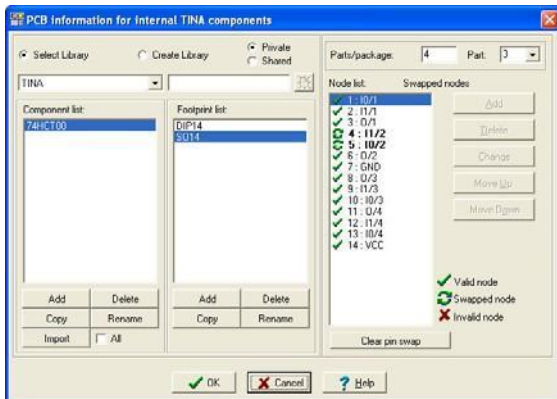 PCB information for internal TINA components
Select Library
Create Library
Private
Shared
TINA
Component list:
74HCT00
Footprint list:
DIP14
SO14
Add
Delete
Copy
Rename
Import
All
Add
Delete
Copy
Rename
Parts/package:
4
Part:
3
Node list:
Swapped nodes
1 : I0/1
2 : I1/1
3 : O/1
4 : I1/2
5 : I0/2
6 : O/2
7 : GND
8 : O/3
9 : I1/3
10 : I0/3
11 : O/4
12 : I1/4
13 : I0/4
14 : VCC
Add
Delete
Change
Move Up
Move Down
Valid node
Swapped node
Invalid node
Clear pin swap
OK
Cancel
? Help